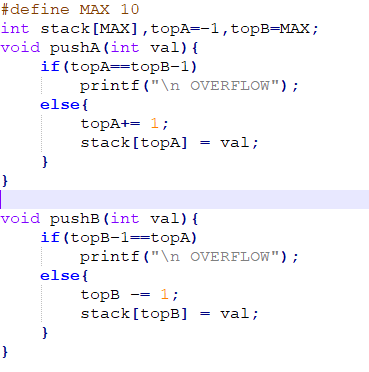 #define MAX 10
int stack[MAX],topA=-1,topB=MAX;
void pushA(int val){
    if(topA==topB-1)
        printf("\n OVERFLOW");
    else{
        topA+= 1;
        stack[topA] = val;
    }
}

void pushB(int val){
    if(topB-1==topA)
        printf("\n OVERFLOW");
    else{
        topB -= 1;
        stack[topB] = val;
    }
}